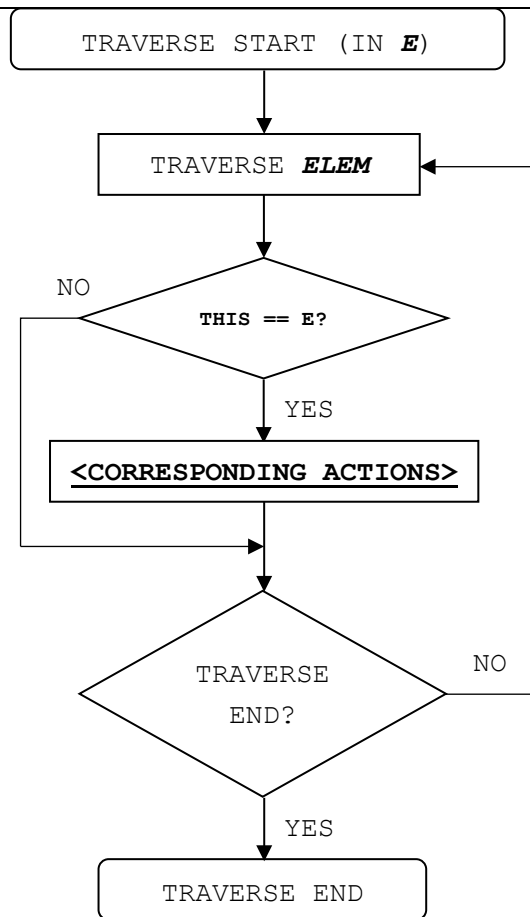 TRAVERSE START (IN E)
TRAVERSE ELEM
NO
THIS == E?
YES
<CORRESPONDING ACTIONS>
TRAVERSE
END?
NO
YES
TRAVERSE END